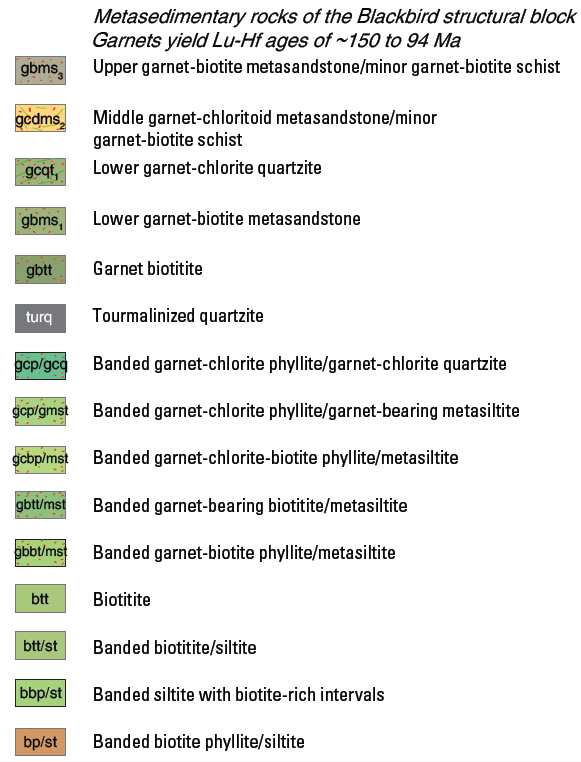 Metasedimentary rocks of the Blackbird structural block
Garnets yield Lu-Hf ages of ~150 to 94 Ma
gbms3 Upper garnet-biotite metasandstone/minor garnet-biotite schist
gcdms2 Middle garnet-chloritoid metasandstone/minor
garnet-biotite schist
gcqt1 Lower garnet-chlorite quartzite
gbms1 Lower garnet-biotite metasandstone
gbtt Garnet biotitite
turq Tourmalinized quartzite
gcp/gcq Banded garnet-chlorite phyllite/garnet-chlorite quartzite
gcp/gmst Banded garnet-chlorite phyllite/garnet-bearing metasiltite
gcbp/mst Banded garnet-chlorite-biotite phyllite/metasiltite
gbtt/mst Banded garnet-bearing biotitite/metasiltite
gbbt/mst Banded garnet-biotite phyllite/metasiltite
btt Biotitite
btt/st Banded biotitite/siltite
bbp/st Banded siltite with biotite-rich intervals
bp/st Banded biotite phyllite/siltite